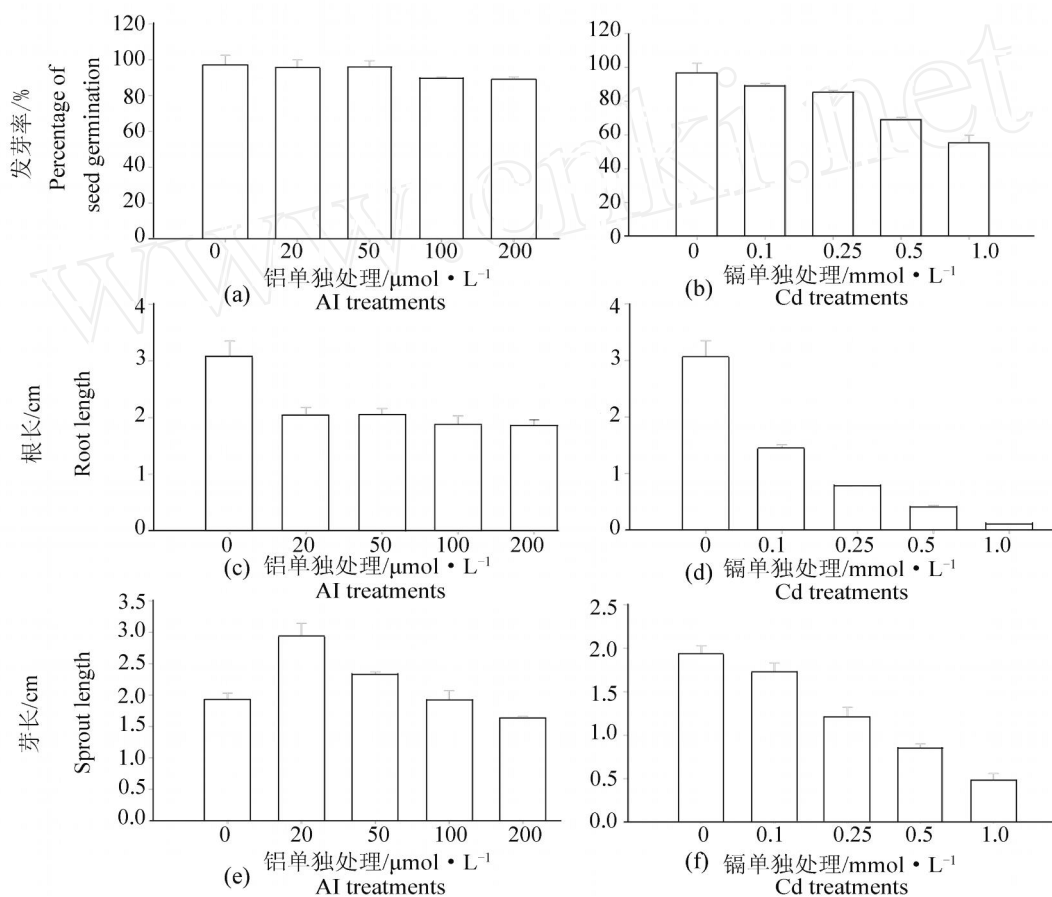 发芽率/%
Percentage of
seed germination
120
100
80
60
40
20
0
0 20 50 100 200
铝单独处理/μmol·L⁻¹
(a)
AI treatments
120
100
80
60
40
20
0
0 0.1 0.25 0.5 1.0
镉单独处理/mmol·L⁻¹
(b)
Cd treatments
根长/cm
Root length
4
3
2
1
0
0 20 50 100 200
铝单独处理/μmol·L⁻¹
(c)
AI treatments
4
3
2
1
0
0 0.1 0.25 0.5 1.0
镉单独处理/mmol·L⁻¹
(d)
Cd treatments
芽长/cm
Sprout length
3.5
3.0
2.5
2.0
1.5
1.0
0.5
0.0
0 20 50 100 200
铝单独处理/μmol·L⁻¹
(e)
AI treatments
2.5
2.0
1.5
1.0
0.5
0.0
0 0.1 0.25 0.5 1.0
镉单独处理/mmol·L⁻¹
(f)
Cd treatments
www.cnki.net